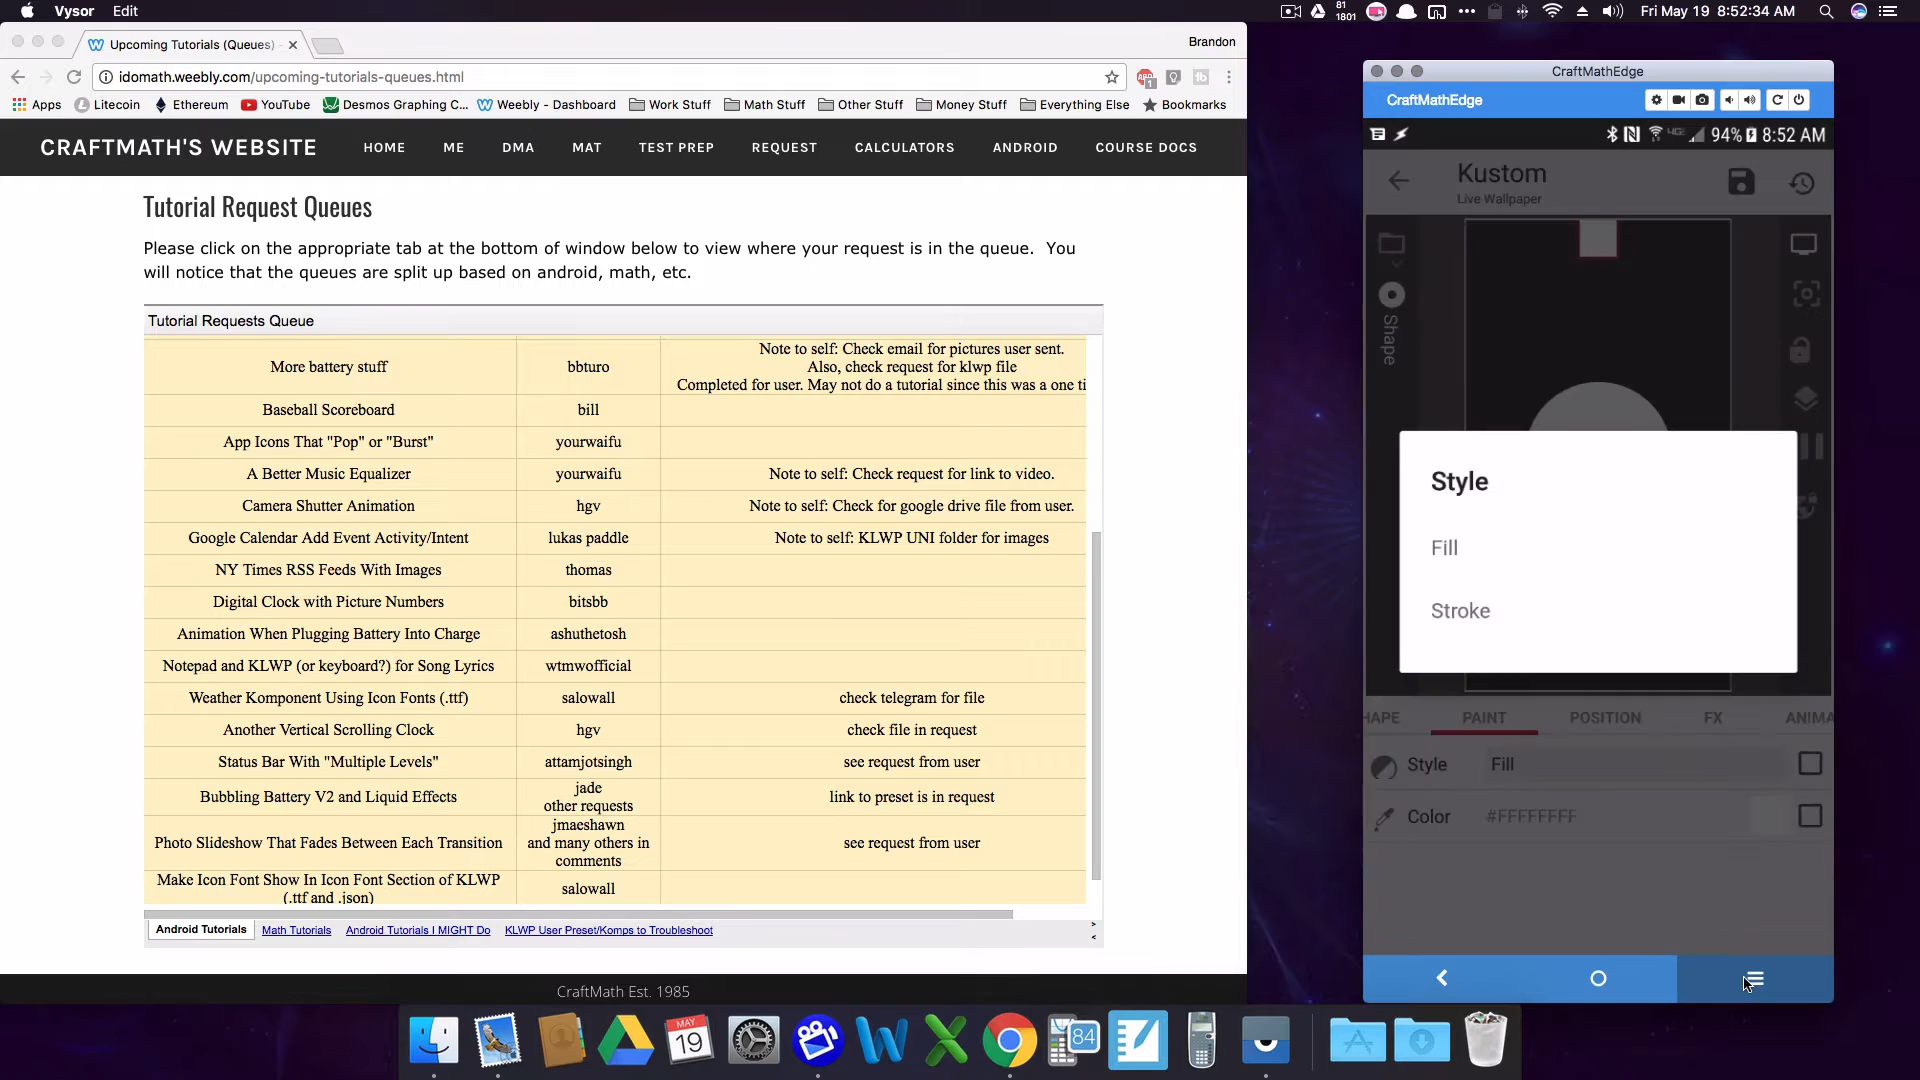 Vysor Edit
81
1801
Fri May 19 8:52:34 AM
Upcoming Tutorials (Queues)
Brandon
idomath.weebly.com/upcoming-tutorials-queues.html
Apps Litecoin Ethereum YouTube Desmos Graphing C... Weebly - Dashboard Work Stuff Math Stuff Other Stuff Money Stuff Everything Else Bookmarks
CRAFTMATH'S WEBSITE HOME ME DMA MAT TEST PREP REQUEST CALCULATORS ANDROID COURSE DOCS
Tutorial Request Queues
Please click on the appropriate tab at the bottom of window below to view where your request is in the queue. You
will notice that the queues are split up based on android, math, etc.
Tutorial Requests Queue
Note to self: Check email for pictures user sent.
More battery stuff bbturo Also, check request for klwp file
Completed for user. May not do a tutorial since this was a one ti
Baseball Scoreboard bill
App Icons That "Pop" or "Burst" yourwaifu
A Better Music Equalizer yourwaifu Note to self: Check request for link to video.
Camera Shutter Animation hgv Note to self: Check for google drive file from user.
Google Calendar Add Event Activity/Intent lukas paddle Note to self: KLWP UNI folder for images
NY Times RSS Feeds With Images thomas
Digital Clock with Picture Numbers bitsbb
Animation When Plugging Battery Into Charge ashuthetosh
Notepad and KLWP (or keyboard?) for Song Lyrics wtmwofficial
Weather Komponent Using Icon Fonts (.ttf) salowall check telegram for file
Another Vertical Scrolling Clock hgv check file in request
Status Bar With "Multiple Levels" attamjotsingh see request from user
Bubbling Battery V2 and Liquid Effects jade link to preset is in request
other requests
jmaeshawn
Photo Slideshow That Fades Between Each Transition and many others in see request from user
comments
Make Icon Font Show In Icon Font Section of KLWP salowall
(.ttf and .json)
Android Tutorials Math Tutorials Android Tutorials I MIGHT Do KLWP User Preset/Komps to Troubleshoot
CraftMath Est. 1985
CraftMathEdge
CraftMathEdge
94% 8:52 AM
Kustom
Live Wallpaper
Shape
Style
Fill
Stroke
HAPE PAINT POSITION FX ANIMA
Style Fill
Color #FFFFFFFF
MAY
19
84